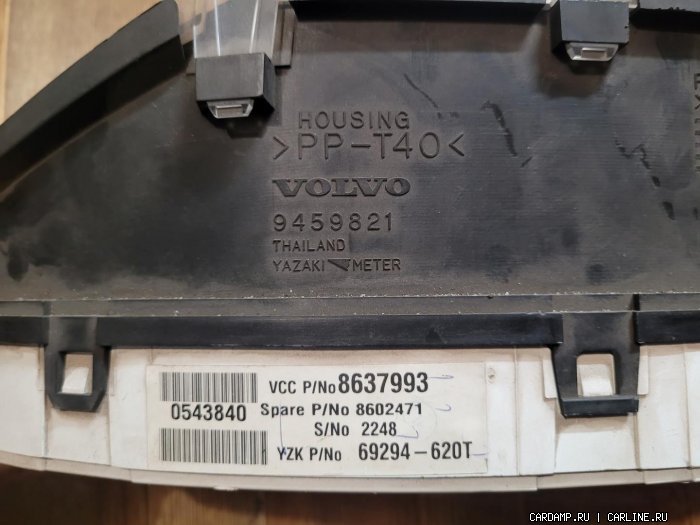 HOUSING
>PP-T40<
VOLVO
9459821
THAILAND
YAZAKI METER
VCC P/No 8637993
0543840 Spare P/No 8602471
S/No 2248
YZK P/No 69294-620T
CARDAMP.RU | CARLINE.RU